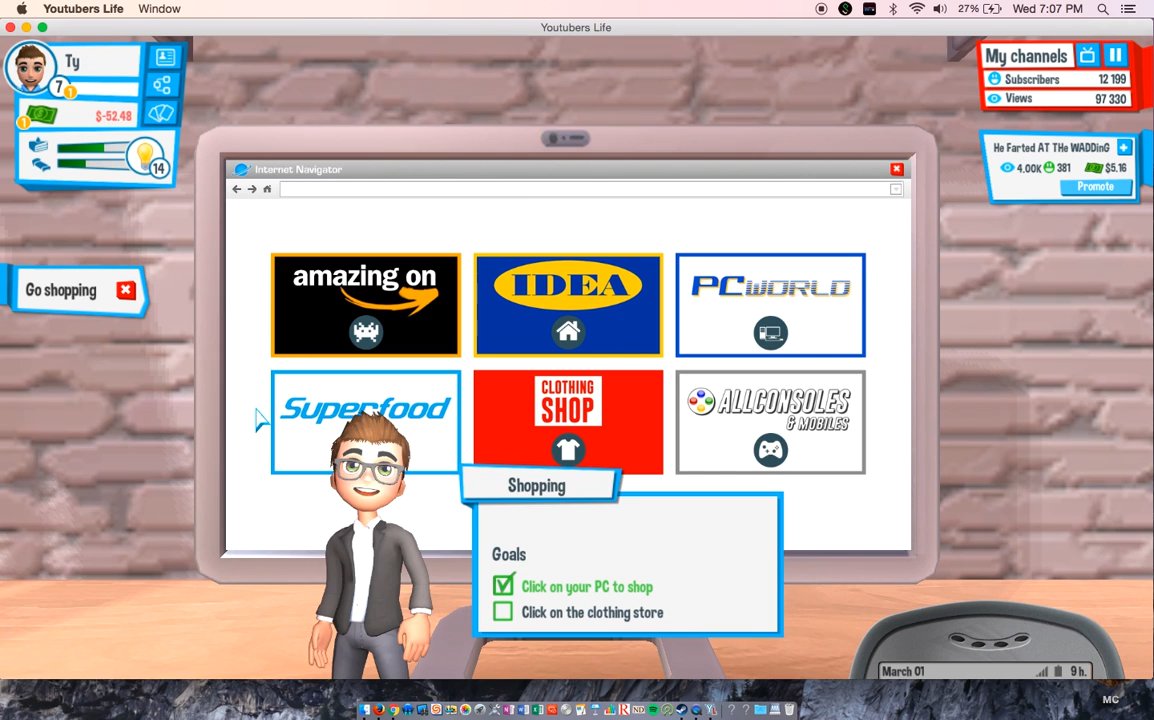 Youtubers Life Window
27% Wed 7:07 PM
Youtubers Life
Ty
7
1
1
$-52.48
14
My channels
Subscribers 12 199
Views 97 330
He Farted AT THe WADDinG
4.00K 381 $5.16
Promote
Go shopping
Internet Navigator
amazing on
IDEA
PCWORLD
Superfood
CLOTHING
SHOP
ALLCONSOLES
& MOBILES
Shopping
Goals
Click on your PC to shop
Click on the clothing store
March 01 9 h.
MC